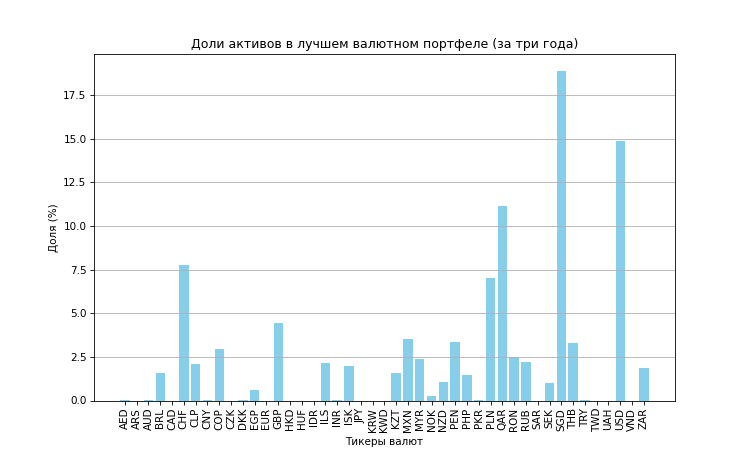 Доли активов в лучшем валютном портфеле (за три года)
Доля (%)
17.5
15.0
12.5
10.0
7.5
5.0
2.5
0.0
AED ARS AUD BRL CAD CHF CLP CNY COP CZK DKK EGP EUR GBP HKD HUF IDR ILS INR ISK JPY KRW KWD KZT MXN MYR NOK NZD PEN PHP PKR PLN QAR RON RUB SAR SEK SGD THB TRY TWD UAH USD VND ZAR
Тикеры валют